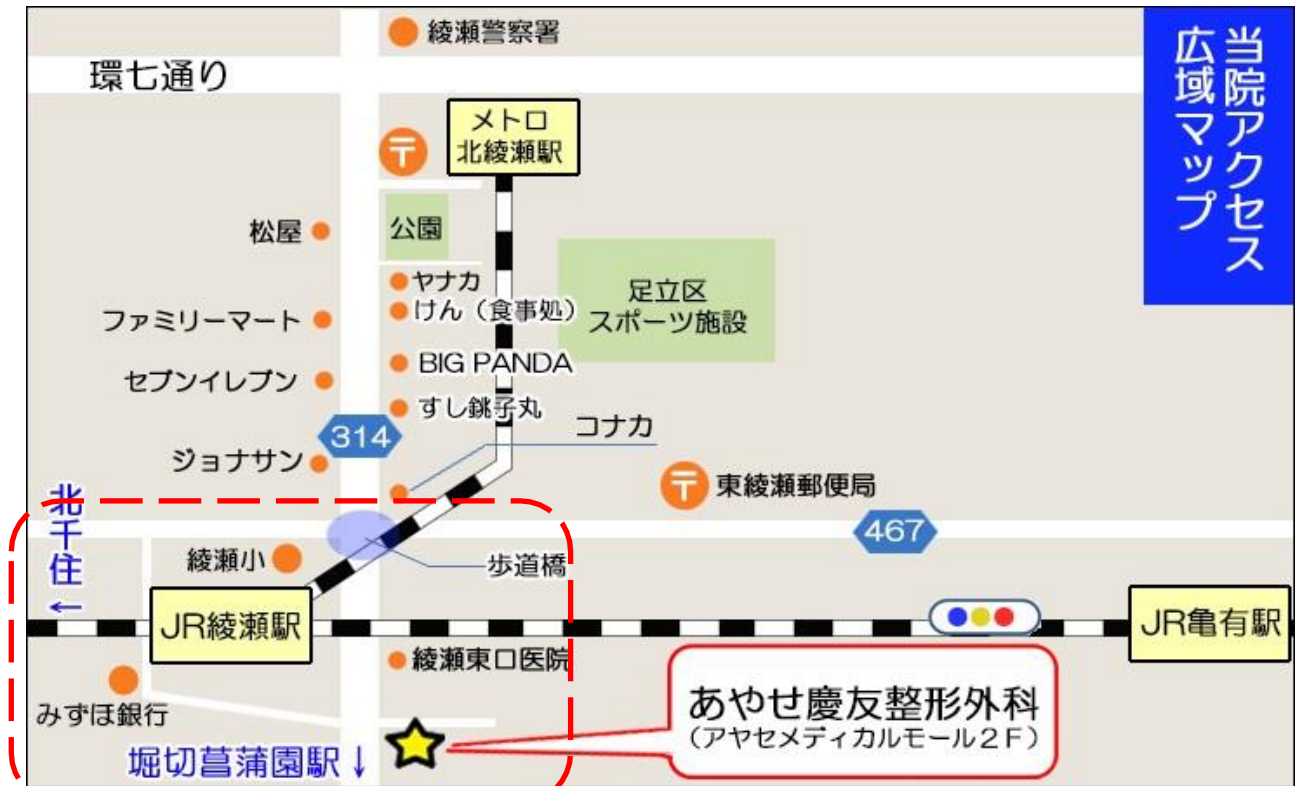 綾瀬警察署
環七通り
当院アクセス
広域マップ
メトロ
北綾瀬駅
〒
松屋
公園
ヤナカ
けん（食事処）
足立区
スポーツ施設
ファミリーマート
BIG PANDA
セブンイレブン
すし銚子丸
コナカ
314
ジョナサン
〒 東綾瀬郵便局
北千住
←
467
綾瀬小
歩道橋
JR綾瀬駅
JR亀有駅
綾瀬東口医院
みずほ銀行
あやせ慶友整形外科
（アヤセメディカルモール２Ｆ）
堀切菖蒲園駅↓